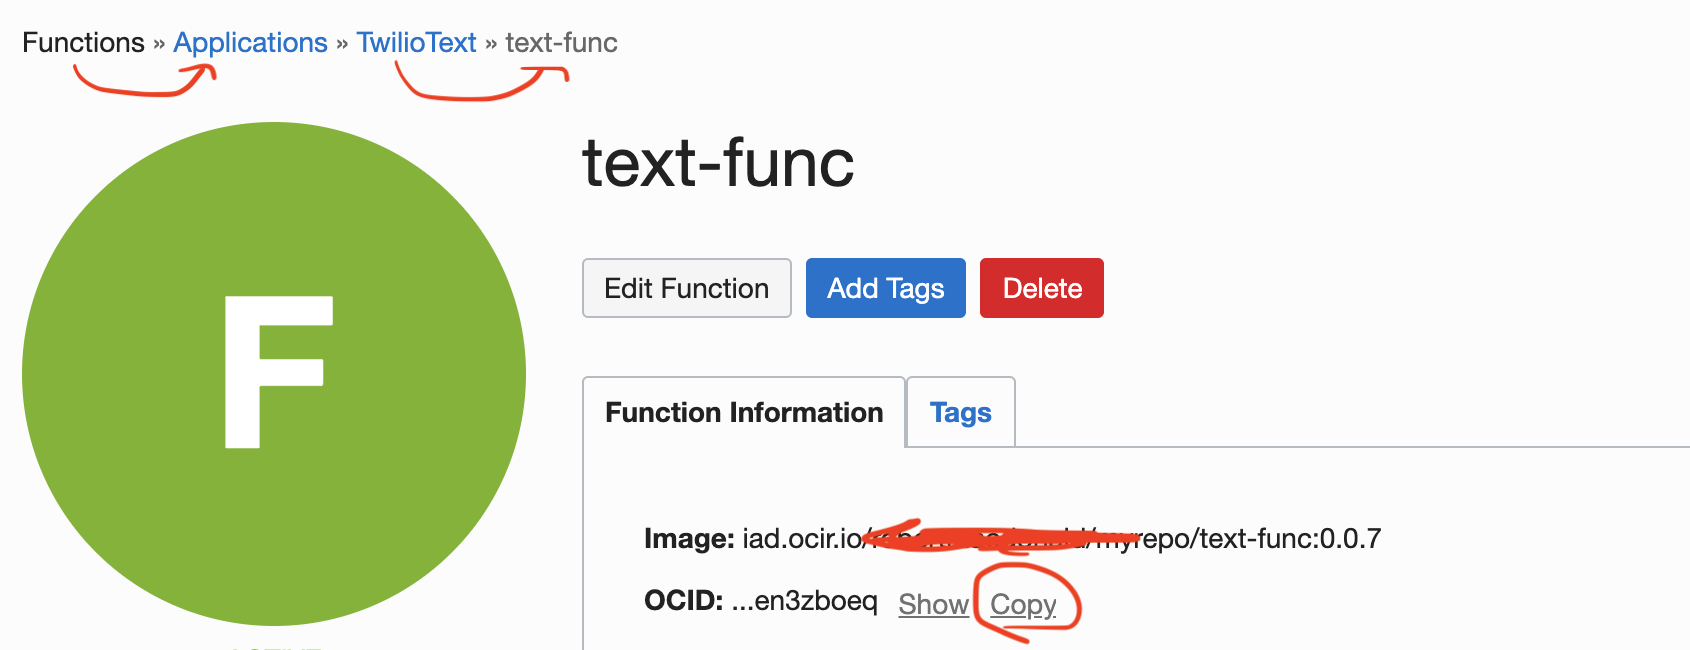 Functions » Applications » TwilioText » text-func
F
text-func
Edit Function Add Tags Delete
Function Information Tags
Image: iad.ocir.io/ /myrepo/text-func:0.0.7
OCID: ...en3zboeq Show Copy